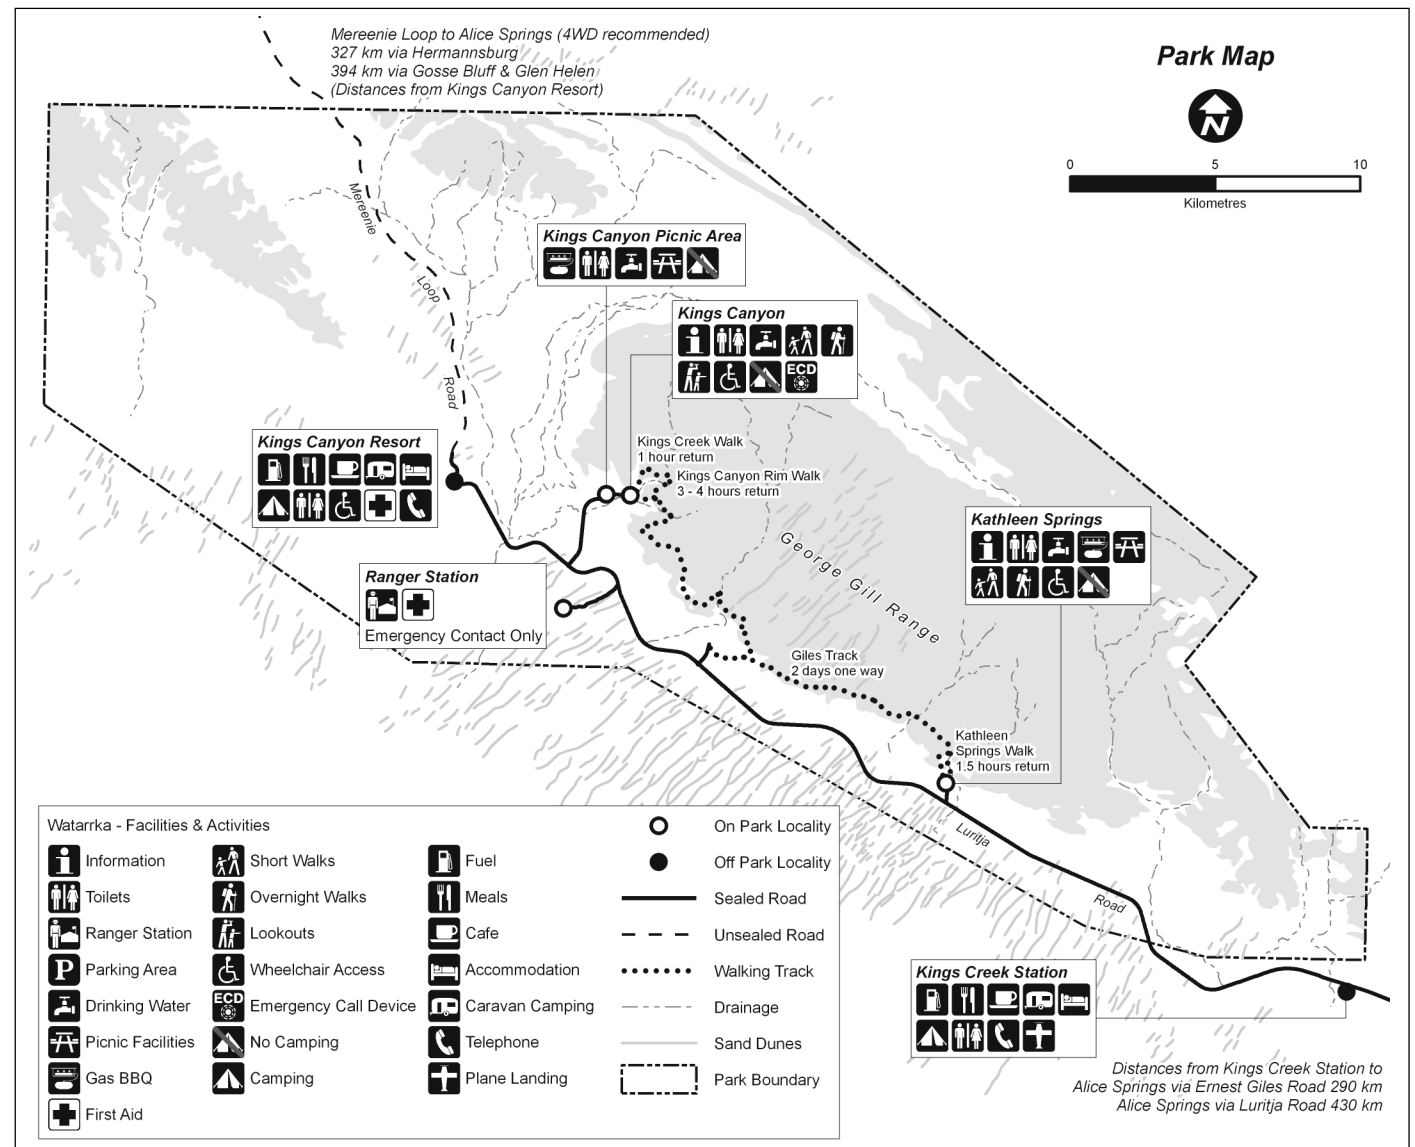 Mereenie Loop to Alice Springs (4WD recommended)
327 km via Hermannsburg
394 km via Gosse Bluff & Glen Helen
(Distances from Kings Canyon Resort)
Park Map
N
0 5 10
Kilometres
Mereenie
Loop
Road
Kings Canyon Picnic Area
Kings Canyon
ECD
Kings Canyon Resort
Kings Creek Walk
1 hour return
Kings Canyon Rim Walk
3 - 4 hours return
Kathleen Springs
George Gill Range
Ranger Station
Emergency Contact Only
Giles Track
2 days one way
Kathleen
Springs Walk
1.5 hours return
Luritja
Road
Kings Creek Station
Distances from Kings Creek Station to
Alice Springs via Ernest Giles Road 290 km
Alice Springs via Luritja Road 430 km
Watarrka - Facilities & Activities
Information
Toilets
Ranger Station
P Parking Area
Drinking Water
Picnic Facilities
Gas BBQ
First Aid
Short Walks
Overnight Walks
Lookouts
Wheelchair Access
ECD Emergency Call Device
No Camping
Camping
Fuel
Meals
Cafe
Accommodation
Caravan Camping
Telephone
Plane Landing
On Park Locality
Off Park Locality
Sealed Road
Unsealed Road
Walking Track
Drainage
Sand Dunes
Park Boundary